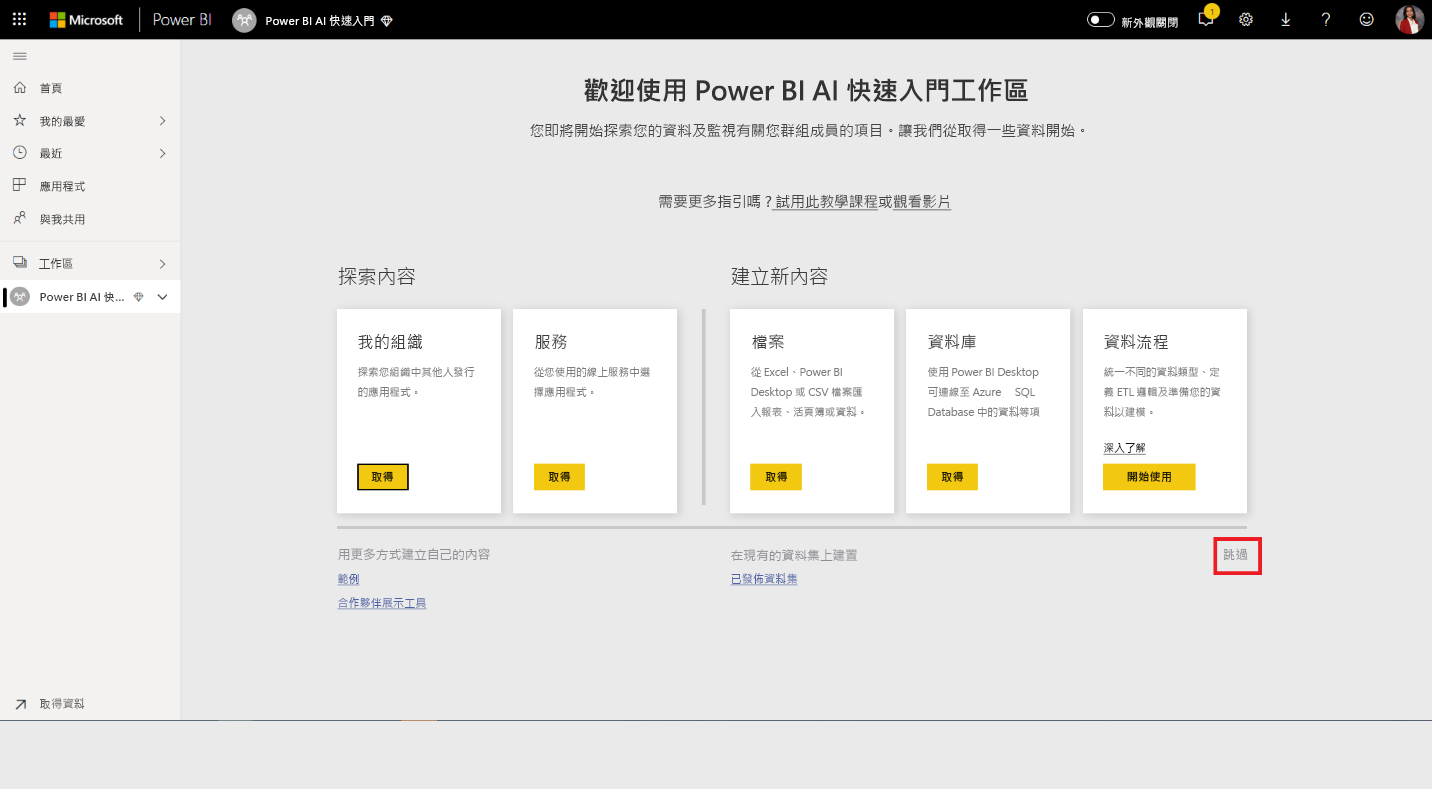 Microsoft Power BI Power BI AI 快速入門 新外觀關閉 1
首頁
我的最愛
最近
應用程式
與我共用
工作區
Power BI AI 快...
取得資料
歡迎使用 Power BI AI 快速入門工作區
您即將開始探索您的資料及監視有關您群組成員的項目。讓我們從取得一些資料開始。
需要更多指引嗎？試用此教學課程或觀看影片
探索內容
我的組織
探索您組織中其他人發行
的應用程式。
取得
服務
從您使用的線上服務中選
擇應用程式。
取得
建立新內容
檔案
從 Excel、Power BI
Desktop 或 CSV 檔案匯
入報表、活頁簿或資料。
取得
資料庫
使用 Power BI Desktop
可連線至 Azure SQL
Database 中的資料等項
取得
資料流程
統一不同的資料類型、定
義 ETL 邏輯及準備您的資
料以建模。
深入了解
開始使用
用更多方式建立自己的內容
範例
合作夥伴展示工具
在現有的資料集上建置
已發佈資料集
跳過